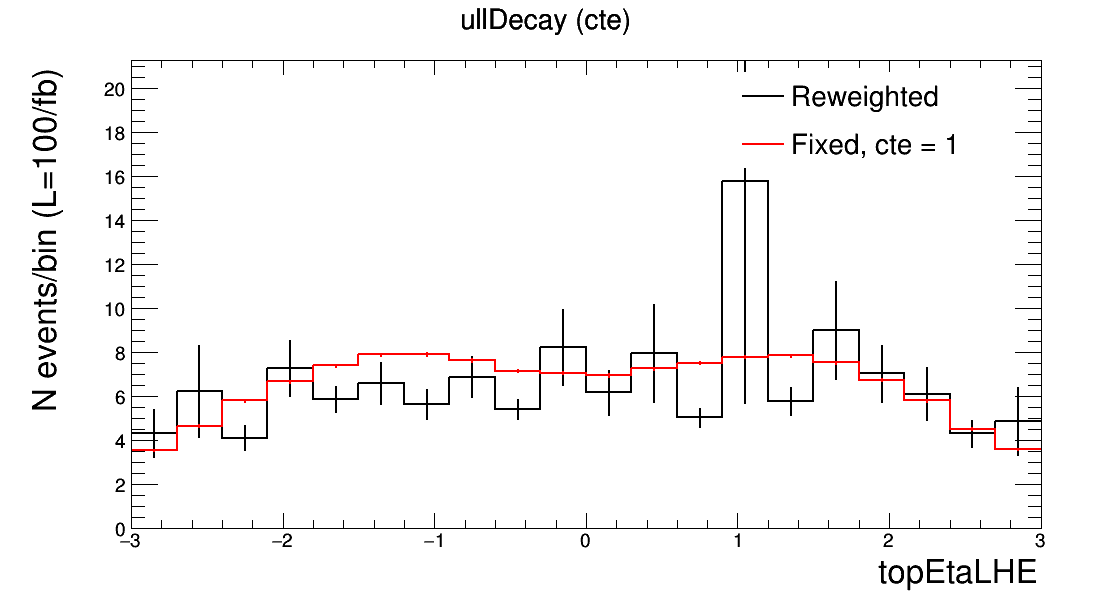 ullDecay (cte)
N events/bin (L=100/fb)
Reweighted
Fixed, cte = 1
20
18
16
14
12
10
8
6
4
2
0
−3 −2 −1 0 1 2 3
topEtaLHE